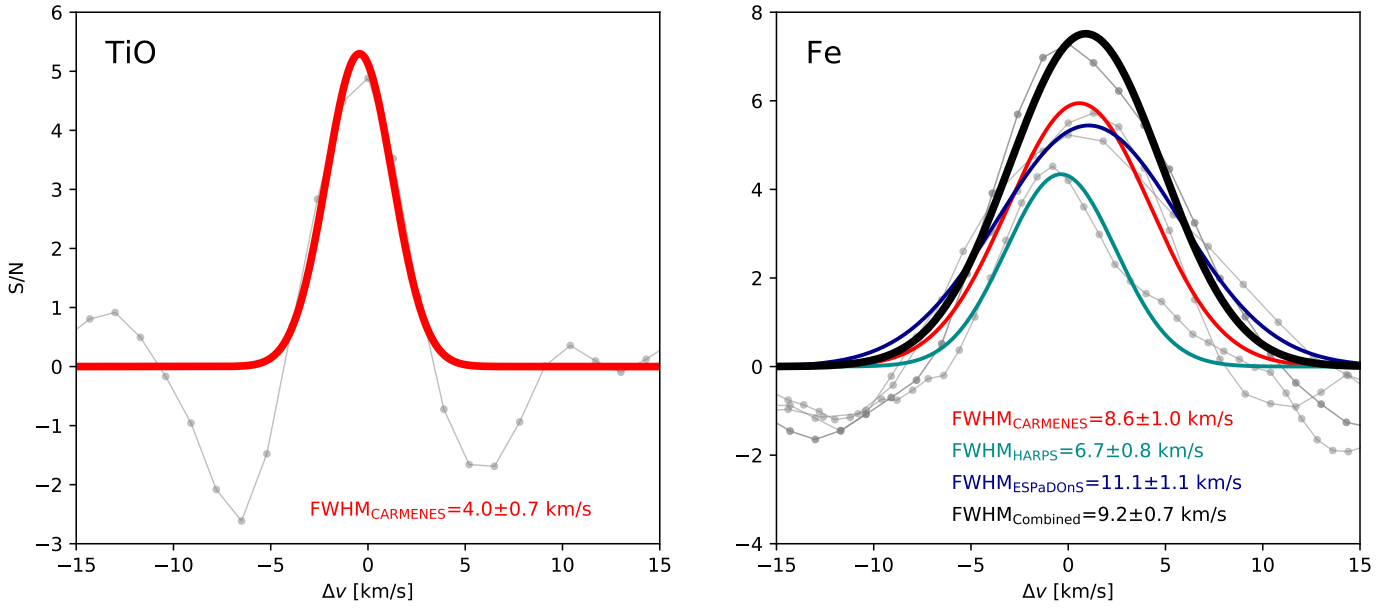 TiO
6
5
4
3
2
1
0
−1
−2
−3
S/N
−15 −10 −5 0 5 10 15
Δv [km/s]
FWHM_CARMENES=4.0±0.7 km/s
Fe
8
6
4
2
0
−2
−4
−15 −10 −5 0 5 10 15
Δv [km/s]
FWHM_CARMENES=8.6±1.0 km/s
FWHM_HARPS=6.7±0.8 km/s
FWHM_ESPaDOnS=11.1±1.1 km/s
FWHM_Combined=9.2±0.7 km/s